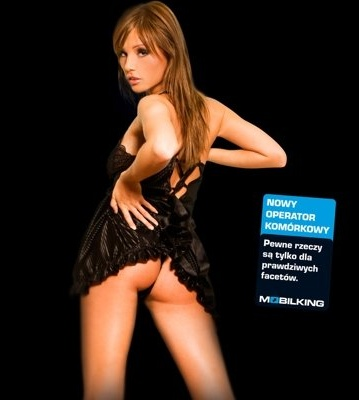 NOWY
OPERATOR
KOMÓRKOWY
Pewne rzeczy
są tylko dla
prawdziwych
facetów.
MOBILKING